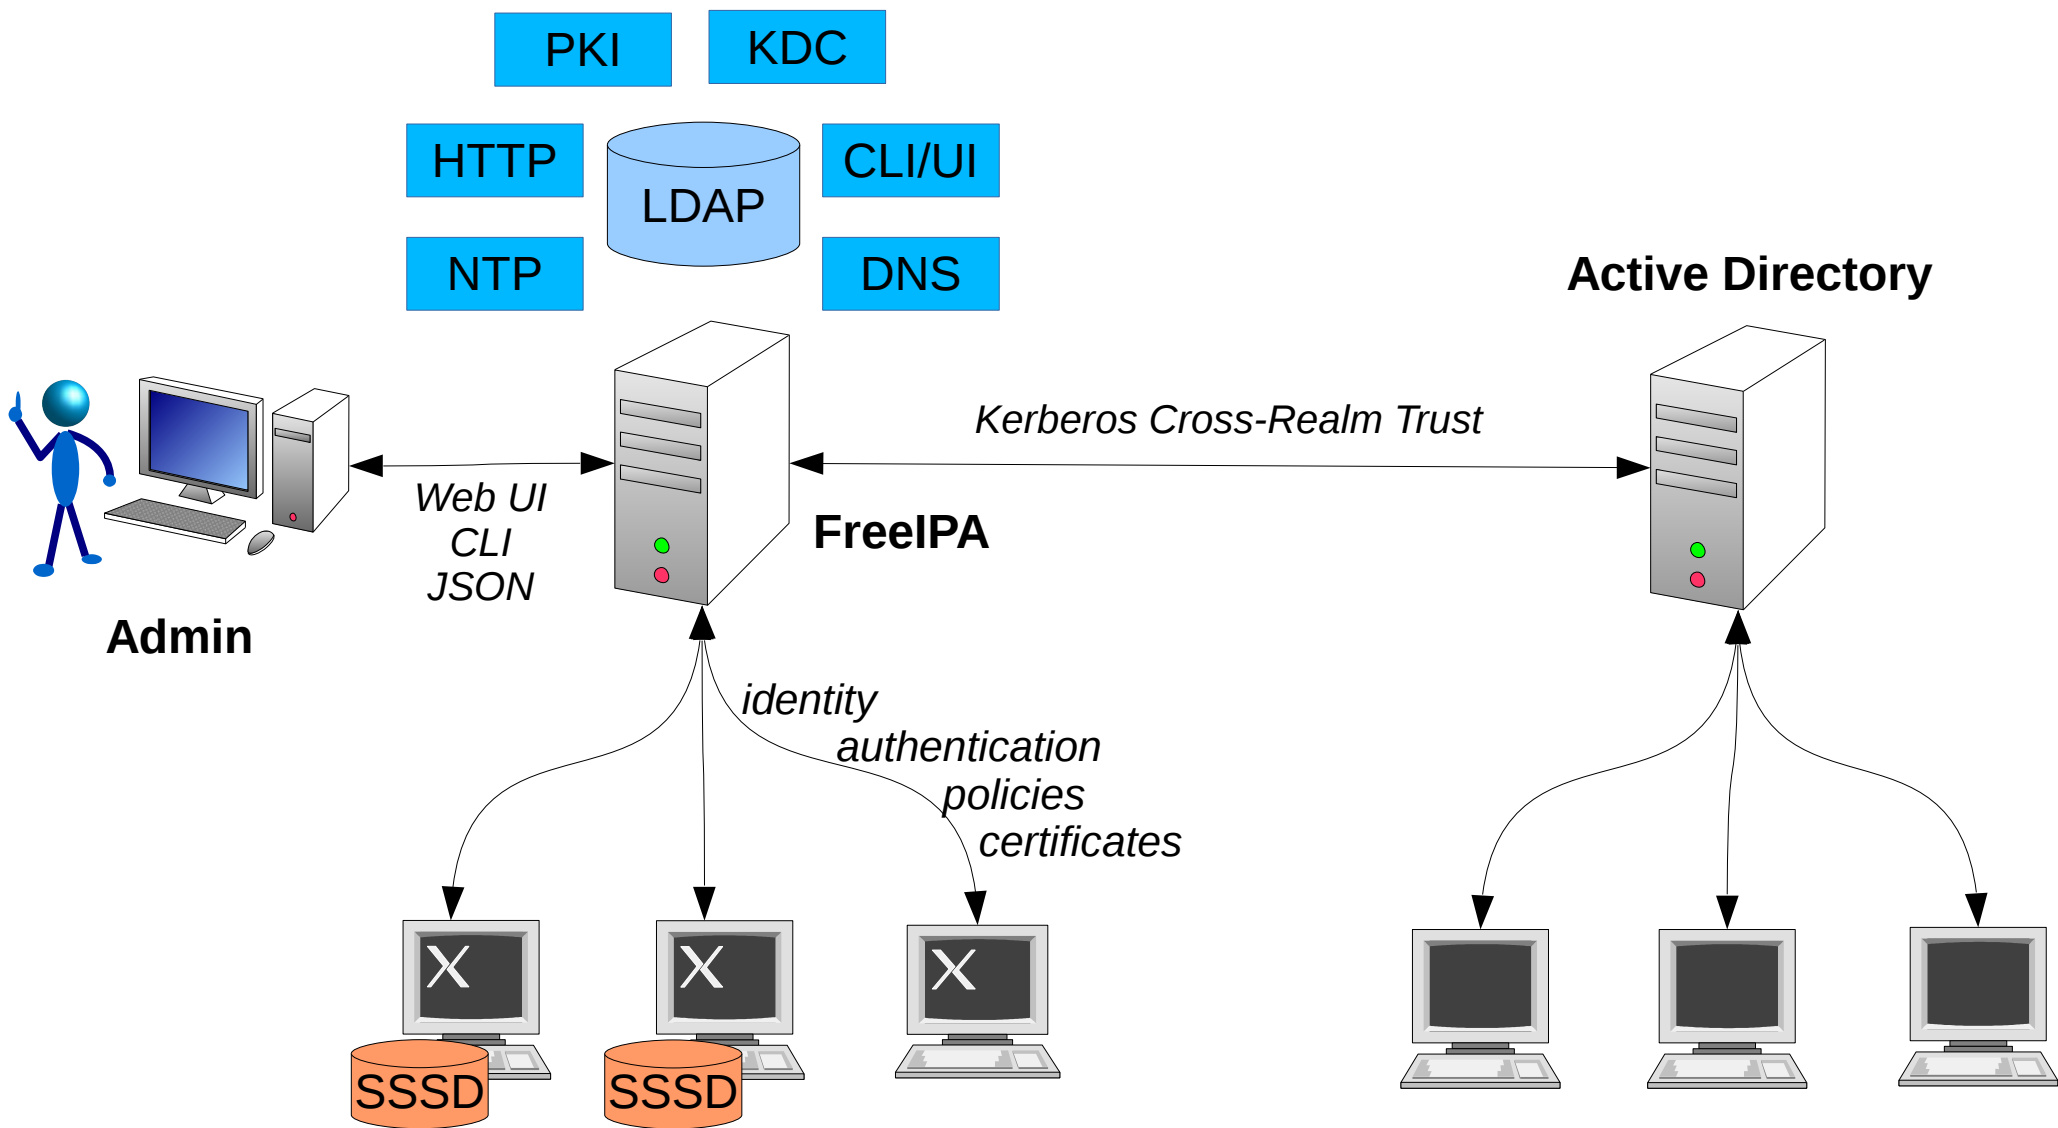 PKI
KDC
HTTP
LDAP
CLI/UI
NTP
DNS
Active Directory
Kerberos Cross-Realm Trust
Web UI
CLI
JSON
FreeIPA
Admin
identity
authentication
policies
certificates
X
X
X
SSSD
SSSD